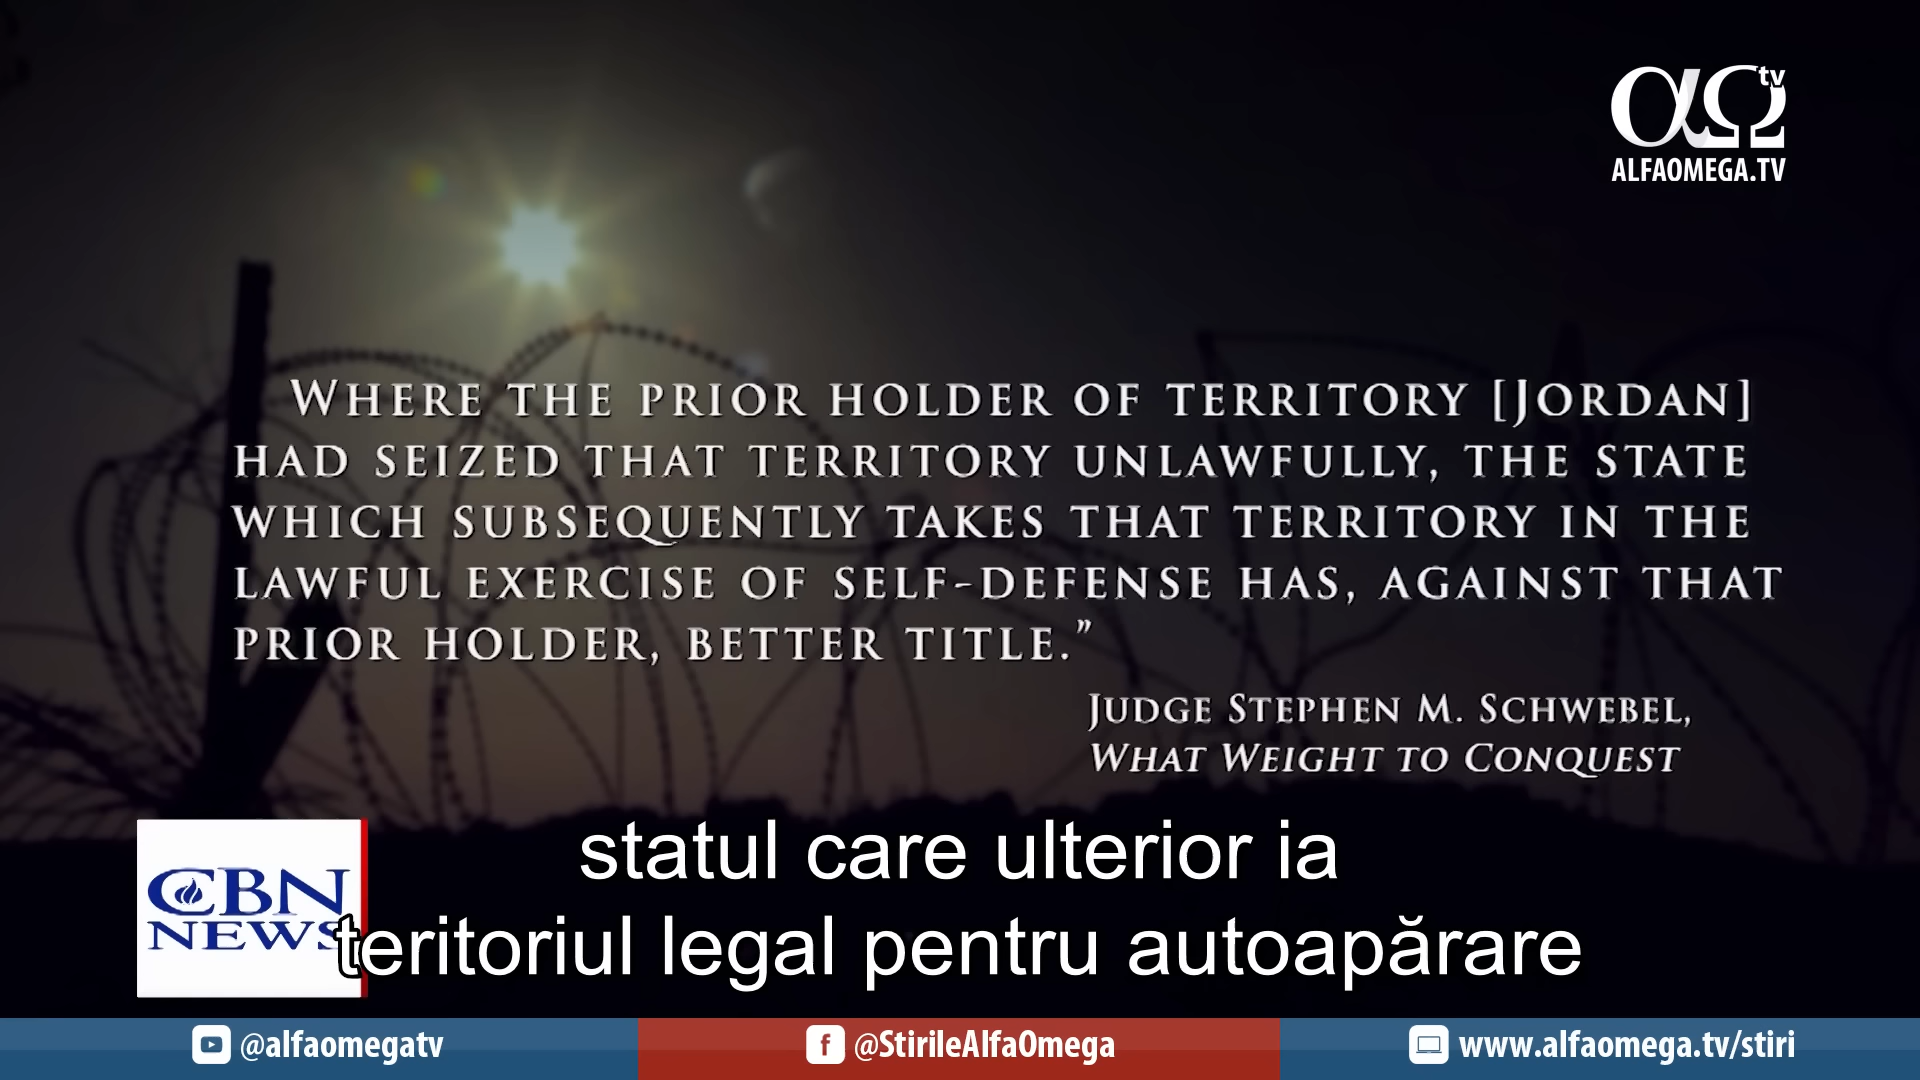 αΩ tv
ALFAOMEGA.TV
WHERE THE PRIOR HOLDER OF TERRITORY [JORDAN]
HAD SEIZED THAT TERRITORY UNLAWFULLY, THE STATE
WHICH SUBSEQUENTLY TAKES THAT TERRITORY IN THE
LAWFUL EXERCISE OF SELF-DEFENSE HAS, AGAINST THAT
PRIOR HOLDER, BETTER TITLE.”
JUDGE STEPHEN M. SCHWEBEL,
WHAT WEIGHT TO CONQUEST
CBN
NEWS
statul care ulterior ia
teritoriul legal pentru autoapărare
@alfaomegatv
f @StirileAlfaOmega
www.alfaomega.tv/stiri